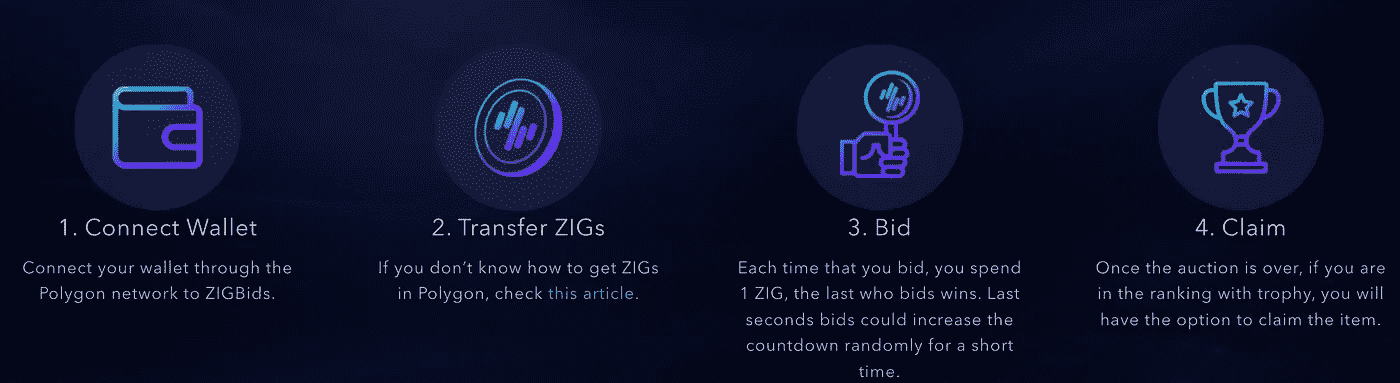 1. Connect Wallet
Connect your wallet through the
Polygon network to ZIGBids.
2. Transfer ZIGs
If you don’t know how to get ZIGs
in Polygon, check this article.
3. Bid
Each time that you bid, you spend
1 ZIG, the last who bids wins. Last
seconds bids could increase the
countdown randomly for a short
time.
4. Claim
Once the auction is over, if you are
in the ranking with trophy, you will
have the option to claim the item.